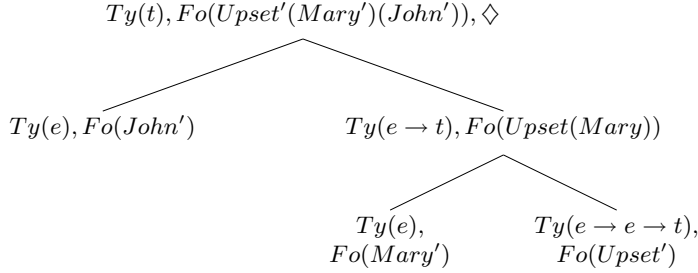 Ty(t), Fo(Upset′(Mary′)(John′)), ♢
Ty(e), Fo(John′)
Ty(e → t), Fo(Upset(Mary))
Ty(e),
Fo(Mary′)
Ty(e → e → t),
Fo(Upset′)